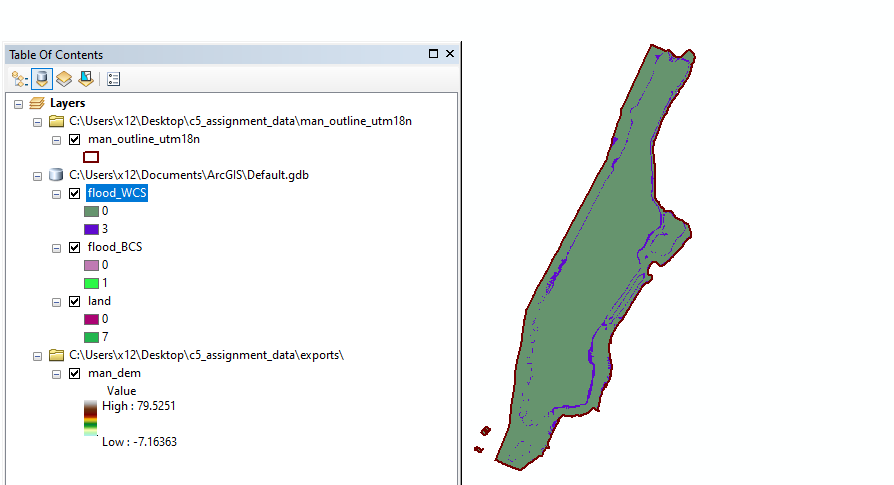 Table Of Contents
Layers
C:\Users\x12\Desktop\c5_assignment_data\man_outline_utm18n
man_outline_utm18n
C:\Users\x12\Documents\ArcGIS\Default.gdb
flood_WCS
0
3
flood_BCS
0
1
land
0
7
C:\Users\x12\Desktop\c5_assignment_data\exports\
man_dem
Value
High : 79.5251
Low : -7.16363